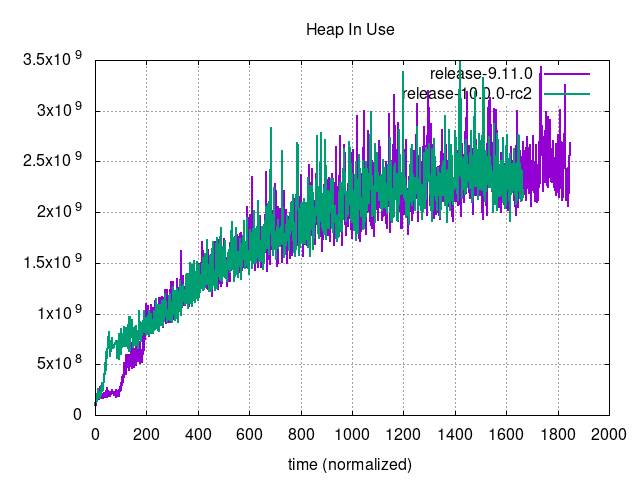 Heap In Use
3.5x10^9
3x10^9
2.5x10^9
2x10^9
1.5x10^9
1x10^9
5x10^8
0
release-9.11.0
release-10.0.0-rc2
0 200 400 600 800 1000 1200 1400 1600 1800 2000
time (normalized)